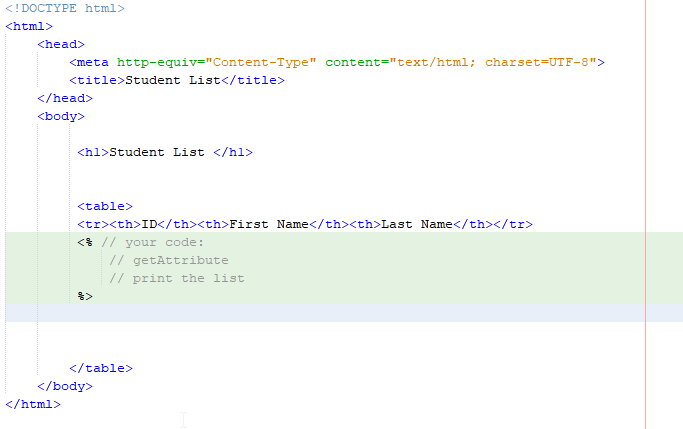 <!DOCTYPE html>
<html>
<head>
<meta http-equiv="Content-Type" content="text/html; charset=UTF-8">
<title>Student List</title>
</head>
<body>
<h1>Student List </h1>
<table>
<tr><th>ID</th><th>First Name</th><th>Last Name</th></tr>
<% // your code:
// getAttribute
// print the list
%>
</table>
</body>
</html>